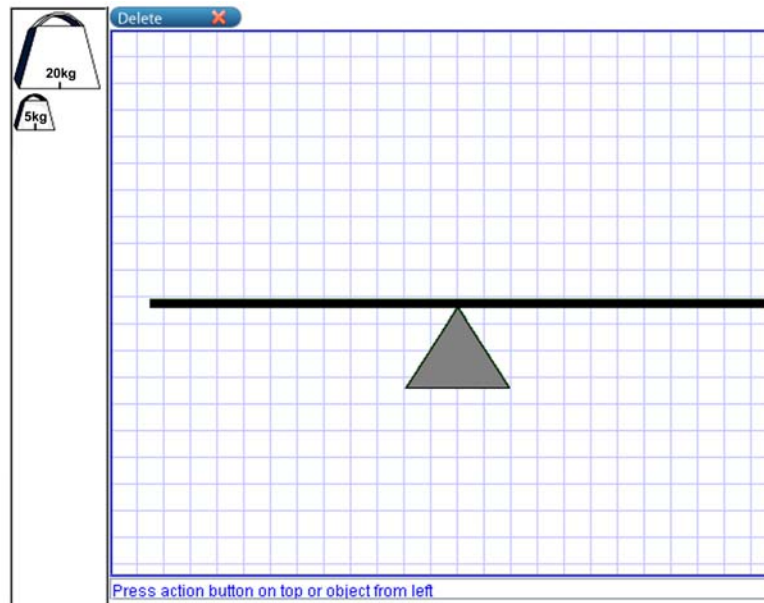 Delete
20kg
5kg
Press action button on top or object from left